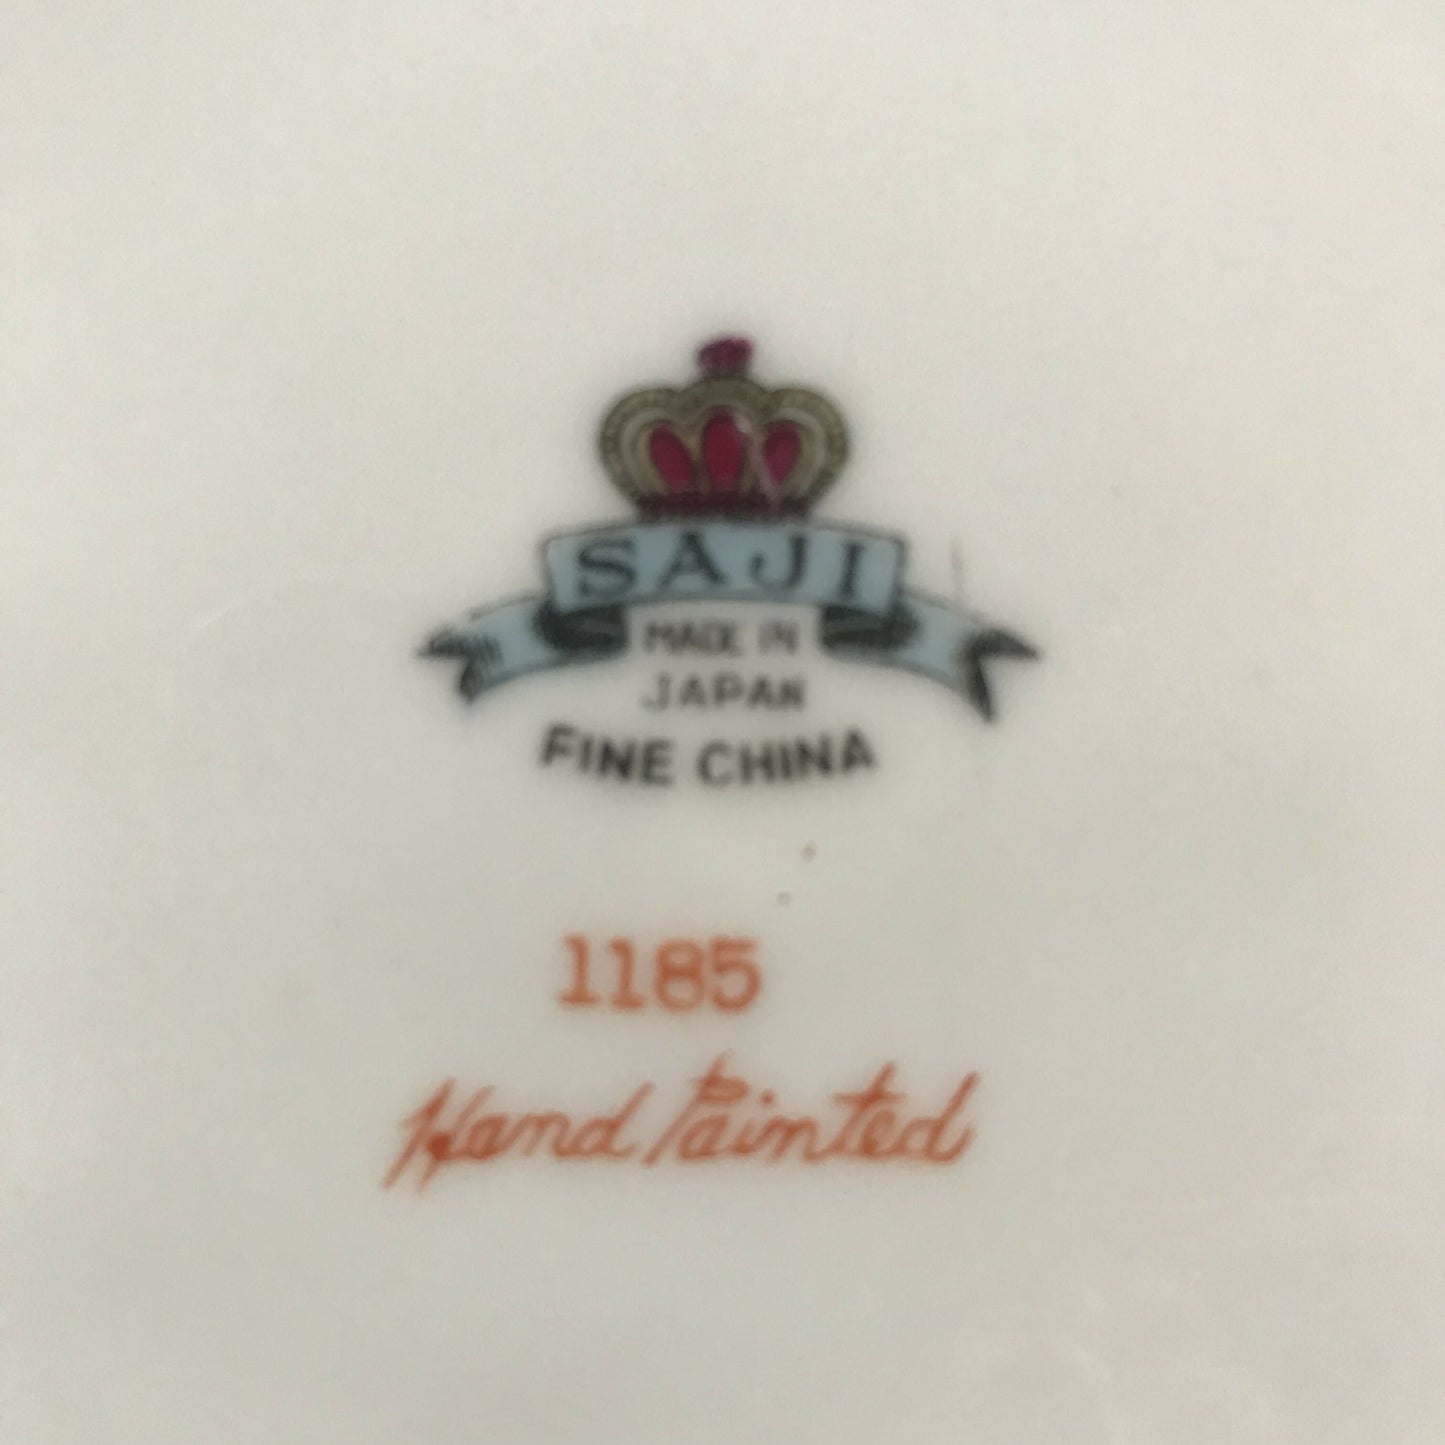 SAJI
MADE IN
JAPAN
FINE CHINA
1185
Hand Painted